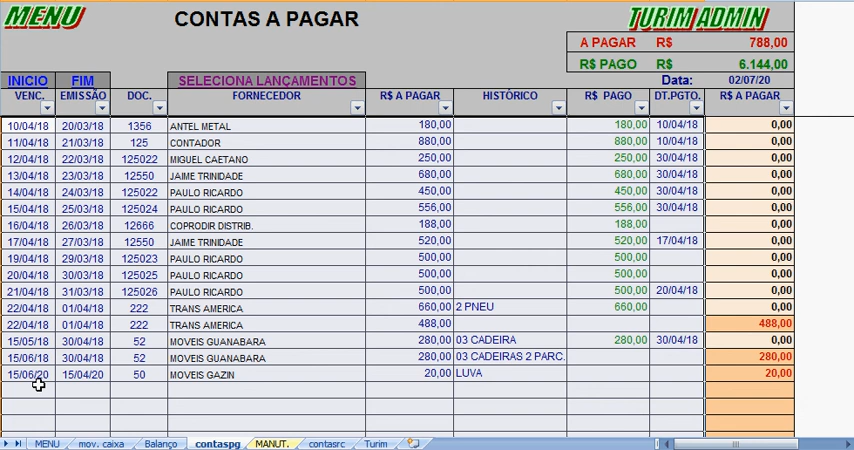 MENU CONTAS A PAGAR TURIM ADMIN
A PAGAR R$ 788,00
R$ PAGO R$ 6.144,00
INICIO FIM SELECIONA LANÇAMENTOS Data: 02/07/20
VENC. EMISSÃO DOC. FORNECEDOR R$ A PAGAR HISTÓRICO R$ PAGO DT.PGTO. R$ A PAGAR
10/04/18 20/03/18 1356 ANTEL METAL 180,00 180,00 10/04/18 0,00
11/04/18 21/03/18 125 CONTADOR 880,00 880,00 10/04/18 0,00
12/04/18 22/03/18 125022 MIGUEL CAETANO 250,00 250,00 30/04/18 0,00
13/04/18 23/03/18 12550 JAIME TRINDADE 680,00 680,00 30/04/18 0,00
14/04/18 24/03/18 125022 PAULO RICARDO 450,00 450,00 30/04/18 0,00
15/04/18 25/03/18 125024 PAULO RICARDO 556,00 556,00 30/04/18 0,00
16/04/18 26/03/18 12666 COPRODIR DISTRIB. 188,00 188,00 0,00
17/04/18 27/03/18 12550 JAIME TRINDADE 520,00 520,00 17/04/18 0,00
19/04/18 29/03/18 125023 PAULO RICARDO 500,00 500,00 0,00
20/04/18 30/03/18 125025 PAULO RICARDO 500,00 500,00 0,00
21/04/18 31/03/18 125026 PAULO RICARDO 500,00 500,00 20/04/18 0,00
22/04/18 01/04/18 222 TRANS AMERICA 660,00 2 PNEU 660,00 0,00
22/04/18 01/04/18 222 TRANS AMERICA 488,00 488,00
15/05/18 30/04/18 52 MOVEIS GUANABARA 280,00 03 CADEIRA 280,00 30/04/18 0,00
15/06/18 30/04/18 52 MOVEIS GUANABARA 280,00 03 CADEIRAS 2 PARC. 280,00
15/06/20 15/04/20 50 MOVEIS GAZIN 20,00 LUVA 20,00
MENU mov. caixa Balanço contaspg MANUT. contasrc Turim